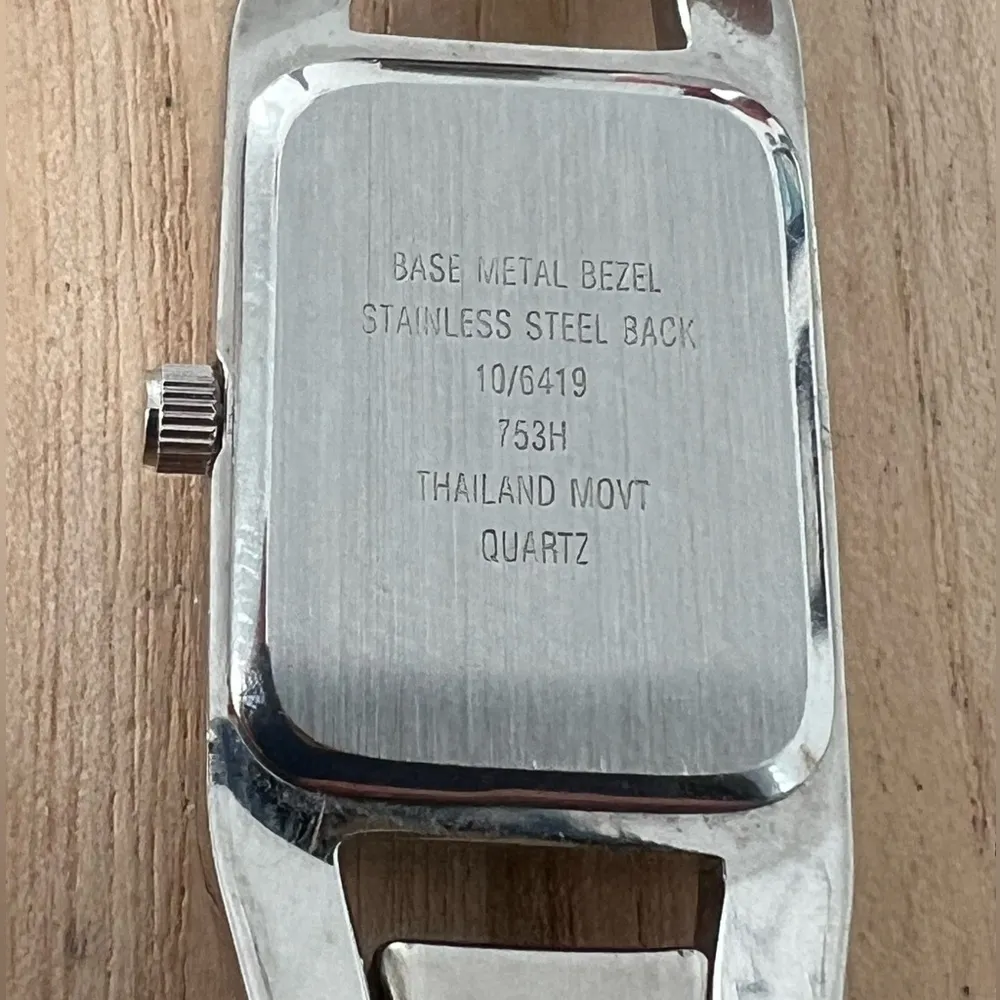 BASE METAL BEZEL
STAINLESS STEEL BACK
10/6419
753H
THAILAND MOVT
QUARTZ